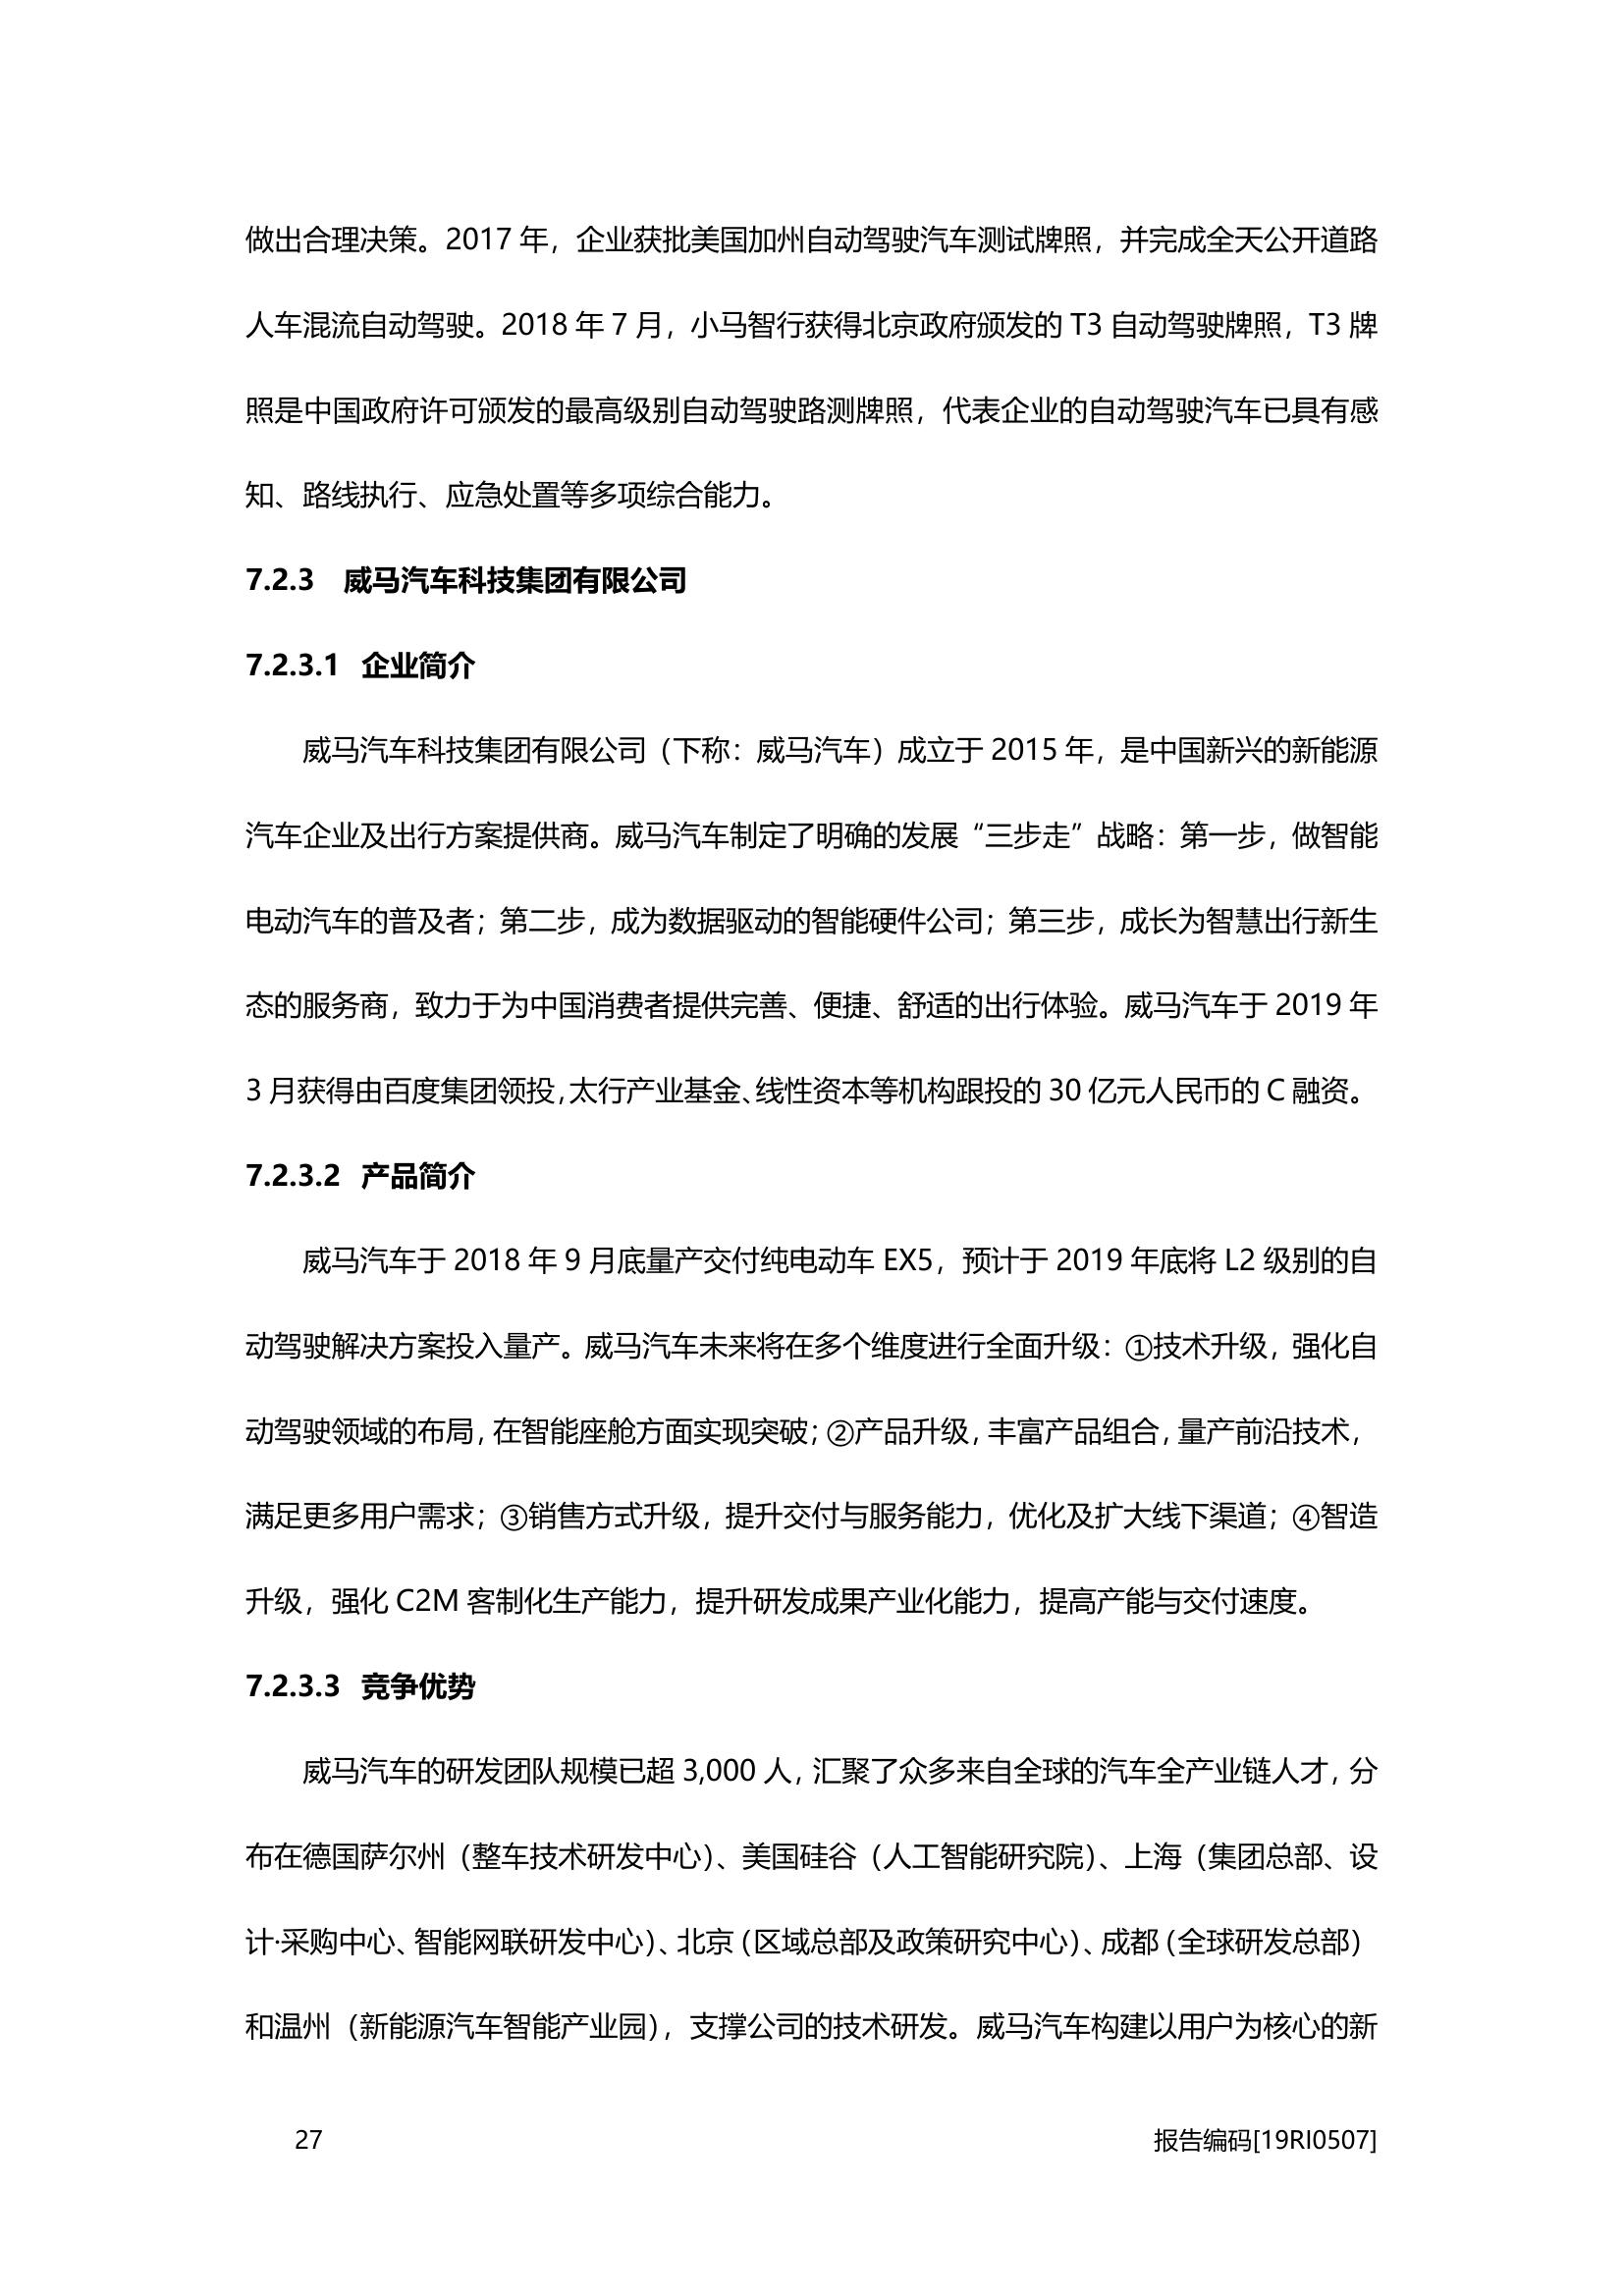 做出合理决策。2017 年，企业获批美国加州自动驾驶汽车测试牌照，并完成全天公开道路
人车混流自动驾驶。2018 年 7 月，小马智行获得北京政府颁发的 T3 自动驾驶牌照，T3 牌
照是中国政府许可颁发的最高级别自动驾驶路测牌照，代表企业的自动驾驶汽车已具有感
知、路线执行、应急处置等多项综合能力。
7.2.3 威马汽车科技集团有限公司
7.2.3.1 企业简介
威马汽车科技集团有限公司（下称：威马汽车）成立于 2015 年，是中国新兴的新能源
汽车企业及出行方案提供商。威马汽车制定了明确的发展“三步走”战略：第一步，做智能
电动汽车的普及者；第二步，成为数据驱动的智能硬件公司；第三步，成长为智慧出行新生
态的服务商，致力于为中国消费者提供完善、便捷、舒适的出行体验。威马汽车于 2019 年
3 月获得由百度集团领投，太行产业基金、线性资本等机构跟投的 30 亿元人民币的 C 融资。
7.2.3.2 产品简介
威马汽车于 2018 年 9 月底量产交付纯电动车 EX5，预计于 2019 年底将 L2 级别的自
动驾驶解决方案投入量产。威马汽车未来将在多个维度进行全面升级：①技术升级，强化自
动驾驶领域的布局，在智能座舱方面实现突破；②产品升级，丰富产品组合，量产前沿技术，
满足更多用户需求；③销售方式升级，提升交付与服务能力，优化及扩大线下渠道；④智造
升级，强化 C2M 客制化生产能力，提升研发成果产业化能力，提高产能与交付速度。
7.2.3.3 竞争优势
威马汽车的研发团队规模已超 3,000 人，汇聚了众多来自全球的汽车全产业链人才，分
布在德国萨尔州（整车技术研发中心）、美国硅谷（人工智能研究院）、上海（集团总部、设
计·采购中心、智能网联研发中心）、北京（区域总部及政策研究中心）、成都（全球研发总部）
和温州（新能源汽车智能产业园），支撑公司的技术研发。威马汽车构建以用户为核心的新
27 报告编码[19RI0507]